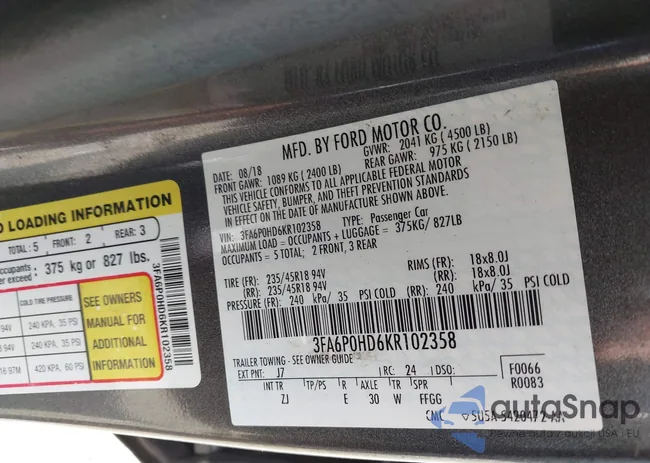 MFD. BY FORD MOTOR CO.
DATE: 08/18 GVWR: 2041 KG (4500 LB)
FRONT GAWR: 1089 KG (2400 LB) REAR GAWR: 975 KG (2150 LB)
THIS VEHICLE CONFORMS TO ALL APPLICABLE FEDERAL MOTOR
VEHICLE SAFETY, BUMPER, AND THEFT PREVENTION STANDARDS
IN EFFECT ON THE DATE OF MANUFACTURE SHOWN ABOVE.
VIN: 3FA6P0HD6KR102358 TYPE: Passenger Car
MAXIMUM LOAD = OCCUPANTS + LUGGAGE = 375KG/ 827LB
OCCUPANTS = 5 TOTAL; 2 FRONT, 3 REAR
TIRE (FR): 235/45R18 94V RIMS (FR): 18x8.0J
(RR): 235/45R18 94V (RR): 18x8.0J
PRESSURE (FR): 240 kPa/ 35 PSI COLD (RR): 240 kPa/ 35 PSI COLD
3FA6P0HD6KR102358
TRAILER TOWING - SEE OWNER GUIDE
EXT PNT: J7 RC: 24 DSO: F0066
R0083
INT TR TP/PS R AXLE TR SPR
ZJ E 30 W FFGG
CMC
LOADING INFORMATION
TOTAL: 5 FRONT: 2 REAR: 3
375 kg or 827 lbs.
COLD TIRE PRESSURE
94V 240 KPA, 35 PSI
94V 240 KPA, 35 PSI
16 97M 420 KPA, 60 PSI
SEE OWNERS
MANUAL FOR
ADDITIONAL
INFORMATION
3FA6P0HD6KR102358
autoSnap